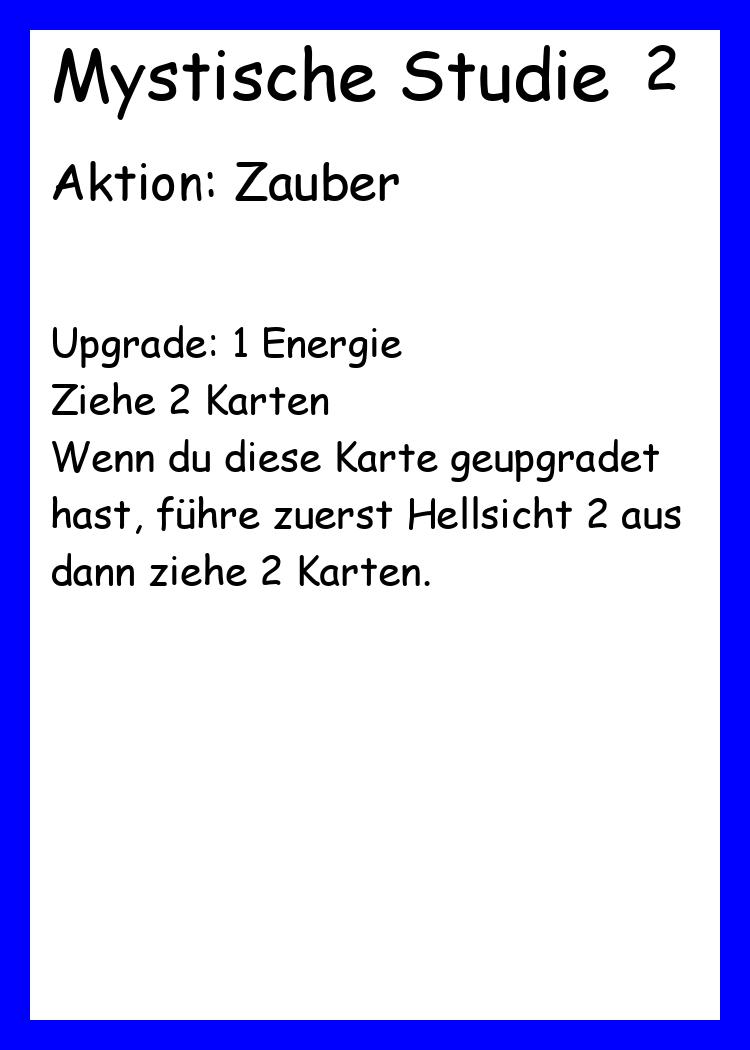 Mystische Studie 2
Aktion: Zauber
Upgrade: 1 Energie
Ziehe 2 Karten
Wenn du diese Karte geupgradet
hast, führe zuerst Hellsicht 2 aus
dann ziehe 2 Karten.